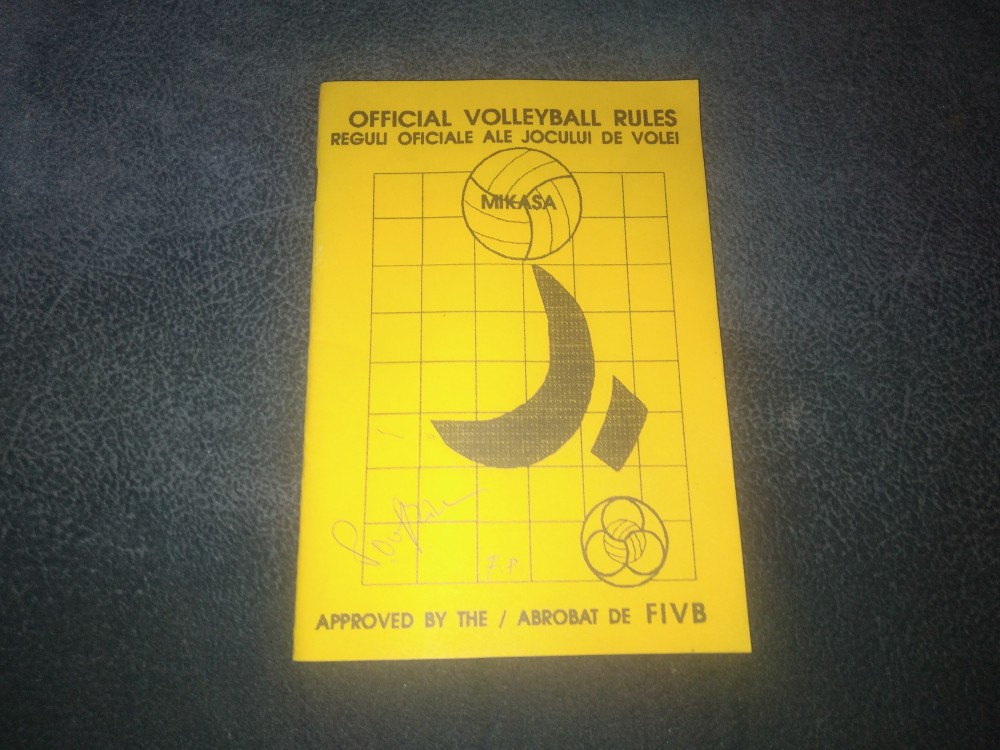 OFFICIAL VOLLEYBALL RULES
REGULI OFICIALE ALE JOCULUI DE VOLEI
MIKASA
APPROVED BY THE / ABROBAT DE FIVB